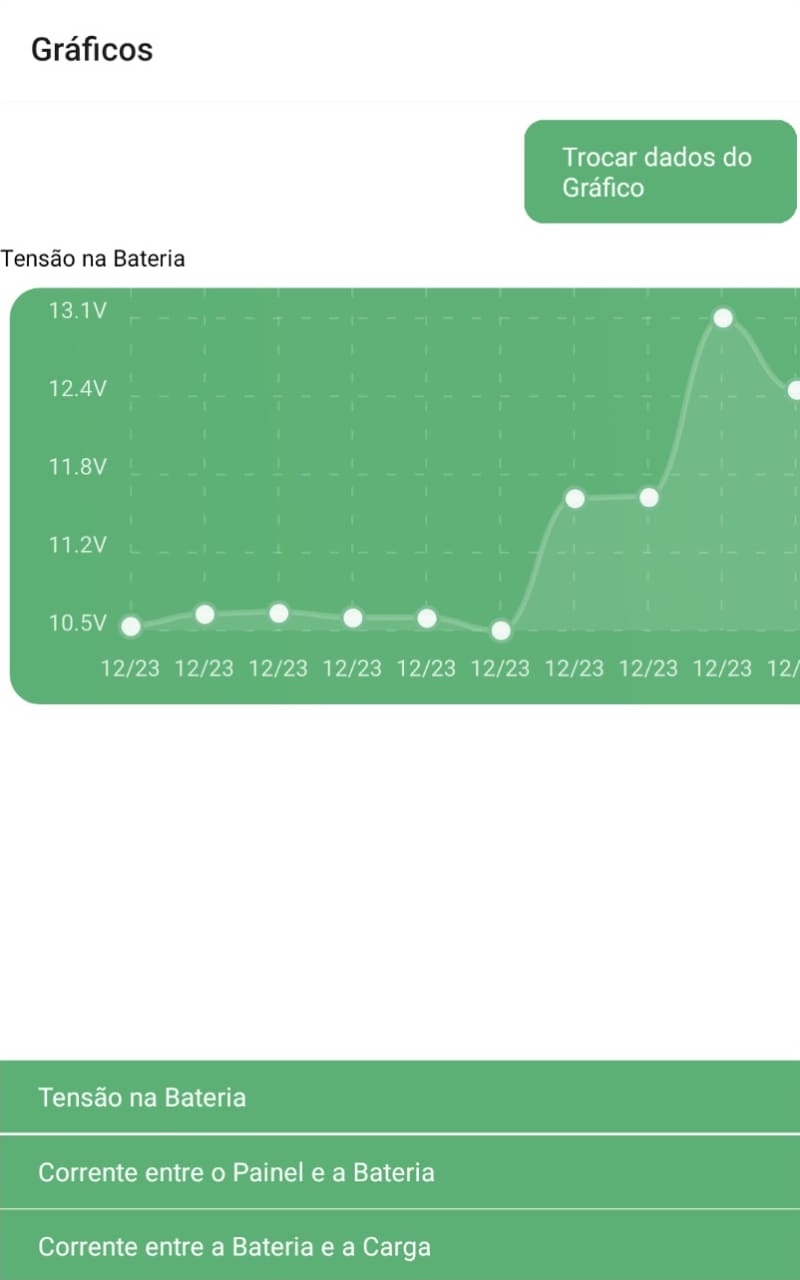 Gráficos
Trocar dados do
Gráfico
Tensão na Bateria
13.1V
12.4V
11.8V
11.2V
10.5V
12/23 12/23 12/23 12/23 12/23 12/23 12/23 12/23 12/23 12/
Tensão na Bateria
Corrente entre o Painel e a Bateria
Corrente entre a Bateria e a Carga